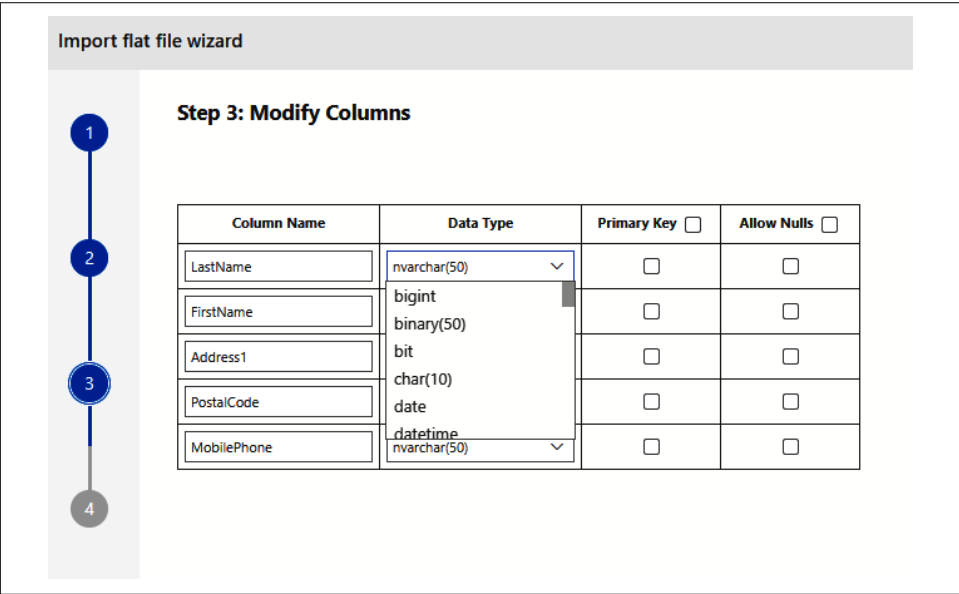 Import flat file wizard
1
2
3
4
Step 3: Modify Columns
Column Name Data Type Primary Key Allow Nulls
LastName nvarchar(50)
bigint
FirstName
binary(50)
bit
Address1
char(10)
PostalCode
date
datetime
MobilePhone nvarchar(50)